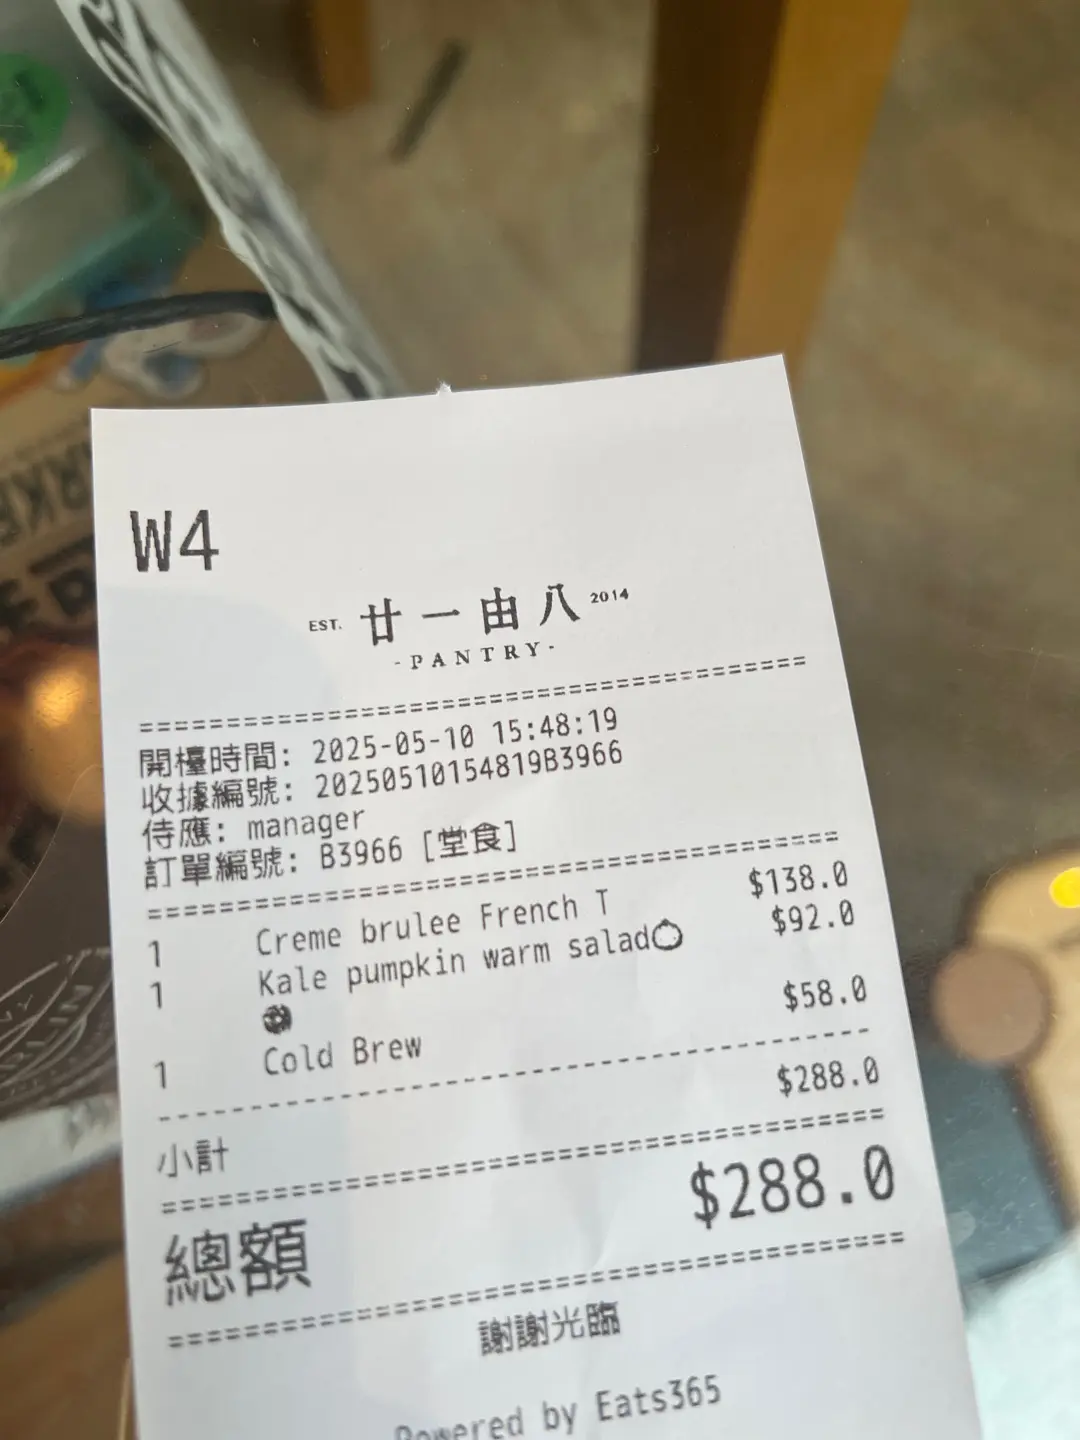 W4
EST. 廿一由八 2014
-PANTRY-
========================================
開檯時間: 2025-05-10 15:48:19
收據編號: 20250510154819B3966
侍應: manager
訂單編號: B3966 [堂食]
========================================
1 Creme brulee French T $138.0
1 Kale pumpkin warm salad $92.0
1 Cold Brew $58.0
----------------------------------------
小計 $288.0
========================================
總額 $288.0
========================================
謝謝光臨
Powered by Eats365